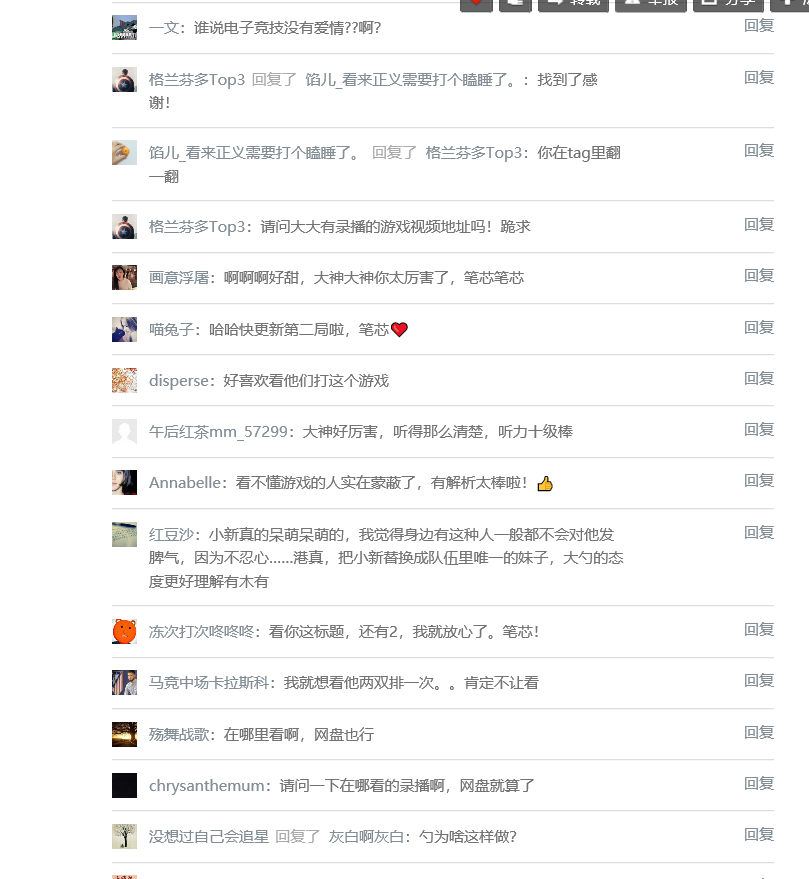 转载 举报 分享
一文：谁说电子竞技没有爱情??啊?
回复
格兰芬多Top3 回复了 馅儿_看来正义需要打个瞌睡了。：找到了感
谢！
回复
馅儿_看来正义需要打个瞌睡了。 回复了 格兰芬多Top3：你在tag里翻
一翻
回复
格兰芬多Top3：请问大大有录播的游戏视频地址吗！跪求
回复
画意浮屠：啊啊啊好甜，大神大神你太厉害了，笔芯笔芯
回复
喵兔子：哈哈快更新第二局啦，笔芯❤
回复
disperse：好喜欢看他们打这个游戏
回复
午后红茶mm_57299：大神好厉害，听得那么清楚，听力十级棒
回复
Annabelle：看不懂游戏的人实在蒙蔽了，有解析太棒啦！👍
回复
红豆沙：小新真的呆萌呆萌的，我觉得身边有这种人一般都不会对他发
脾气，因为不忍心……港真，把小新替换成队伍里唯一的妹子，大勺的态
度更好理解有木有
回复
冻次打次咚咚咚：看你这标题，还有2，我就放心了。笔芯！
回复
马竞中场卡拉斯科：我就想看他两双排一次。。肯定不让看
回复
殇舞战歌：在哪里看啊，网盘也行
回复
chrysanthemum：请问一下在哪看的录播啊，网盘就算了
回复
没想过自己会追星 回复了 灰白啊灰白：勺为啥这样做？
回复